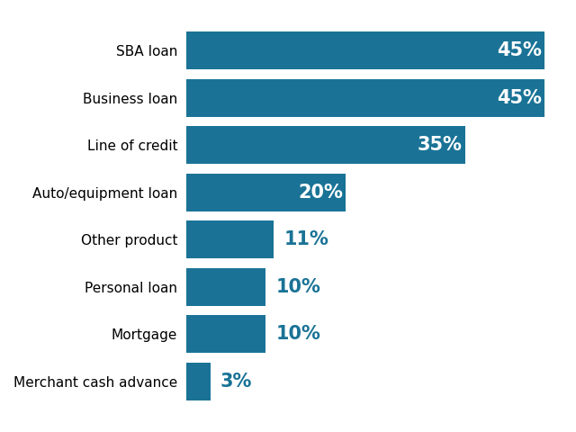 SBA loan 45%
Business loan 45%
Line of credit 35%
Auto/equipment loan 20%
Other product 11%
Personal loan 10%
Mortgage 10%
Merchant cash advance 3%